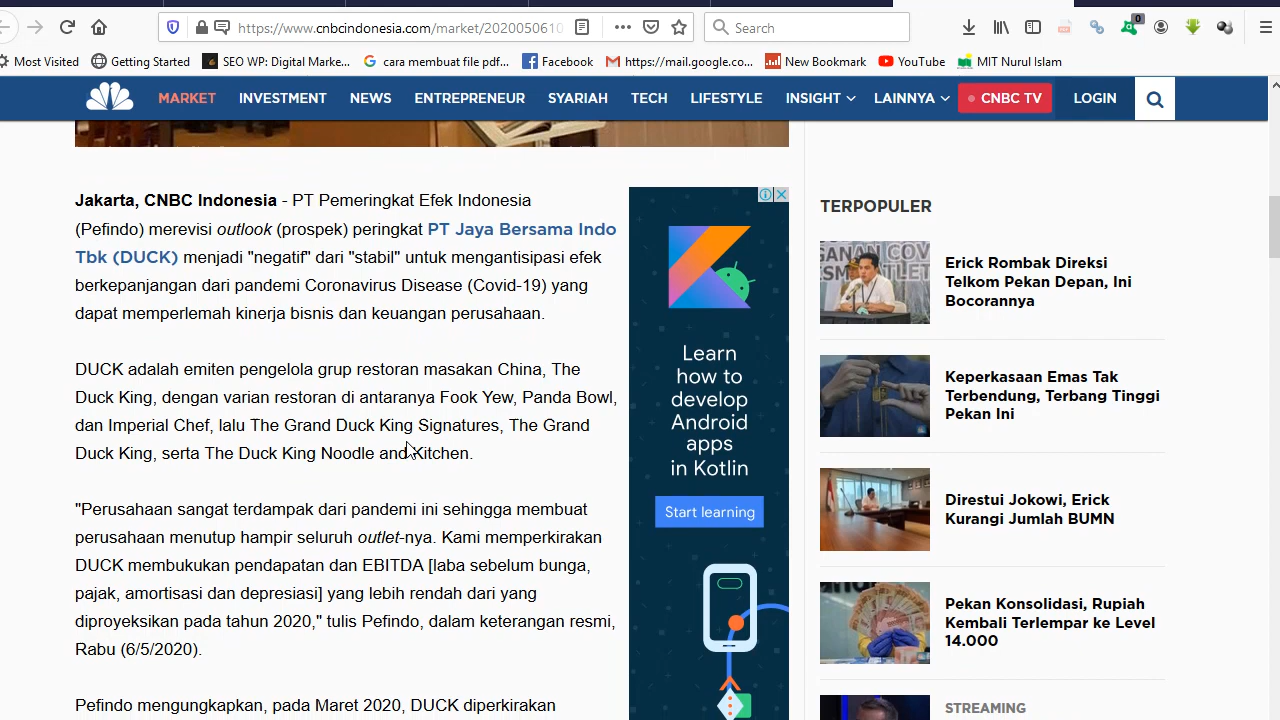 https://www.cnbcindonesia.com/market/2020050610
Search
0
Most Visited
Getting Started
SEO WP: Digital Marke...
cara membuat file pdf...
Facebook
https://mail.google.co...
New Bookmark
YouTube
MIT Nurul Islam
MARKET
INVESTMENT
NEWS
ENTREPRENEUR
SYARIAH
TECH
LIFESTYLE
INSIGHT
LAINNYA
CNBC TV
LOGIN
Jakarta, CNBC Indonesia - PT Pemeringkat Efek Indonesia
(Pefindo) merevisi outlook (prospek) peringkat PT Jaya Bersama Indo
Tbk (DUCK) menjadi "negatif" dari "stabil" untuk mengantisipasi efek
berkepanjangan dari pandemi Coronavirus Disease (Covid-19) yang
dapat memperlemah kinerja bisnis dan keuangan perusahaan.
DUCK adalah emiten pengelola grup restoran masakan China, The
Duck King, dengan varian restoran di antaranya Fook Yew, Panda Bowl,
dan Imperial Chef, lalu The Grand Duck King Signatures, The Grand
Duck King, serta The Duck King Noodle and Kitchen.
"Perusahaan sangat terdampak dari pandemi ini sehingga membuat
perusahaan menutup hampir seluruh outlet-nya. Kami memperkirakan
DUCK membukukan pendapatan dan EBITDA [laba sebelum bunga,
pajak, amortisasi dan depresiasi] yang lebih rendah dari yang
diproyeksikan pada tahun 2020," tulis Pefindo, dalam keterangan resmi,
Rabu (6/5/2020).
Pefindo mengungkapkan, pada Maret 2020, DUCK diperkirakan
Learn
how to
develop
Android
apps
in Kotlin
Start learning
TERPOPULER
Erick Rombak Direksi
Telkom Pekan Depan, Ini
Bocorannya
Keperkasaan Emas Tak
Terbendung, Terbang Tinggi
Pekan Ini
Direstui Jokowi, Erick
Kurangi Jumlah BUMN
Pekan Konsolidasi, Rupiah
Kembali Terlempar ke Level
14.000
STREAMING